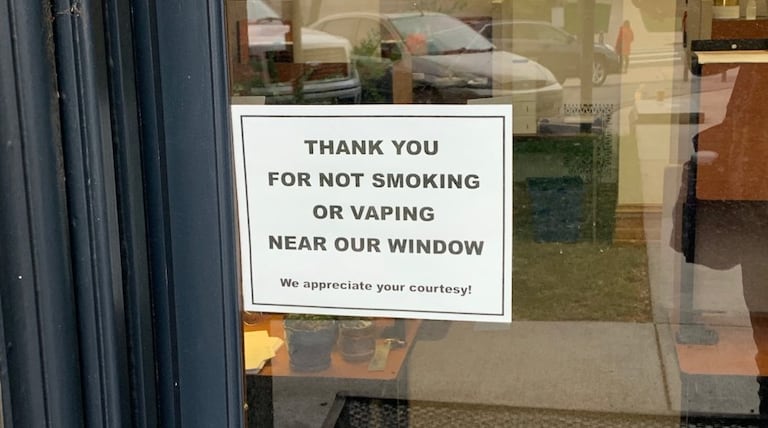 THANK YOU
FOR NOT SMOKING
OR VAPING
NEAR OUR WINDOW
We appreciate your courtesy!